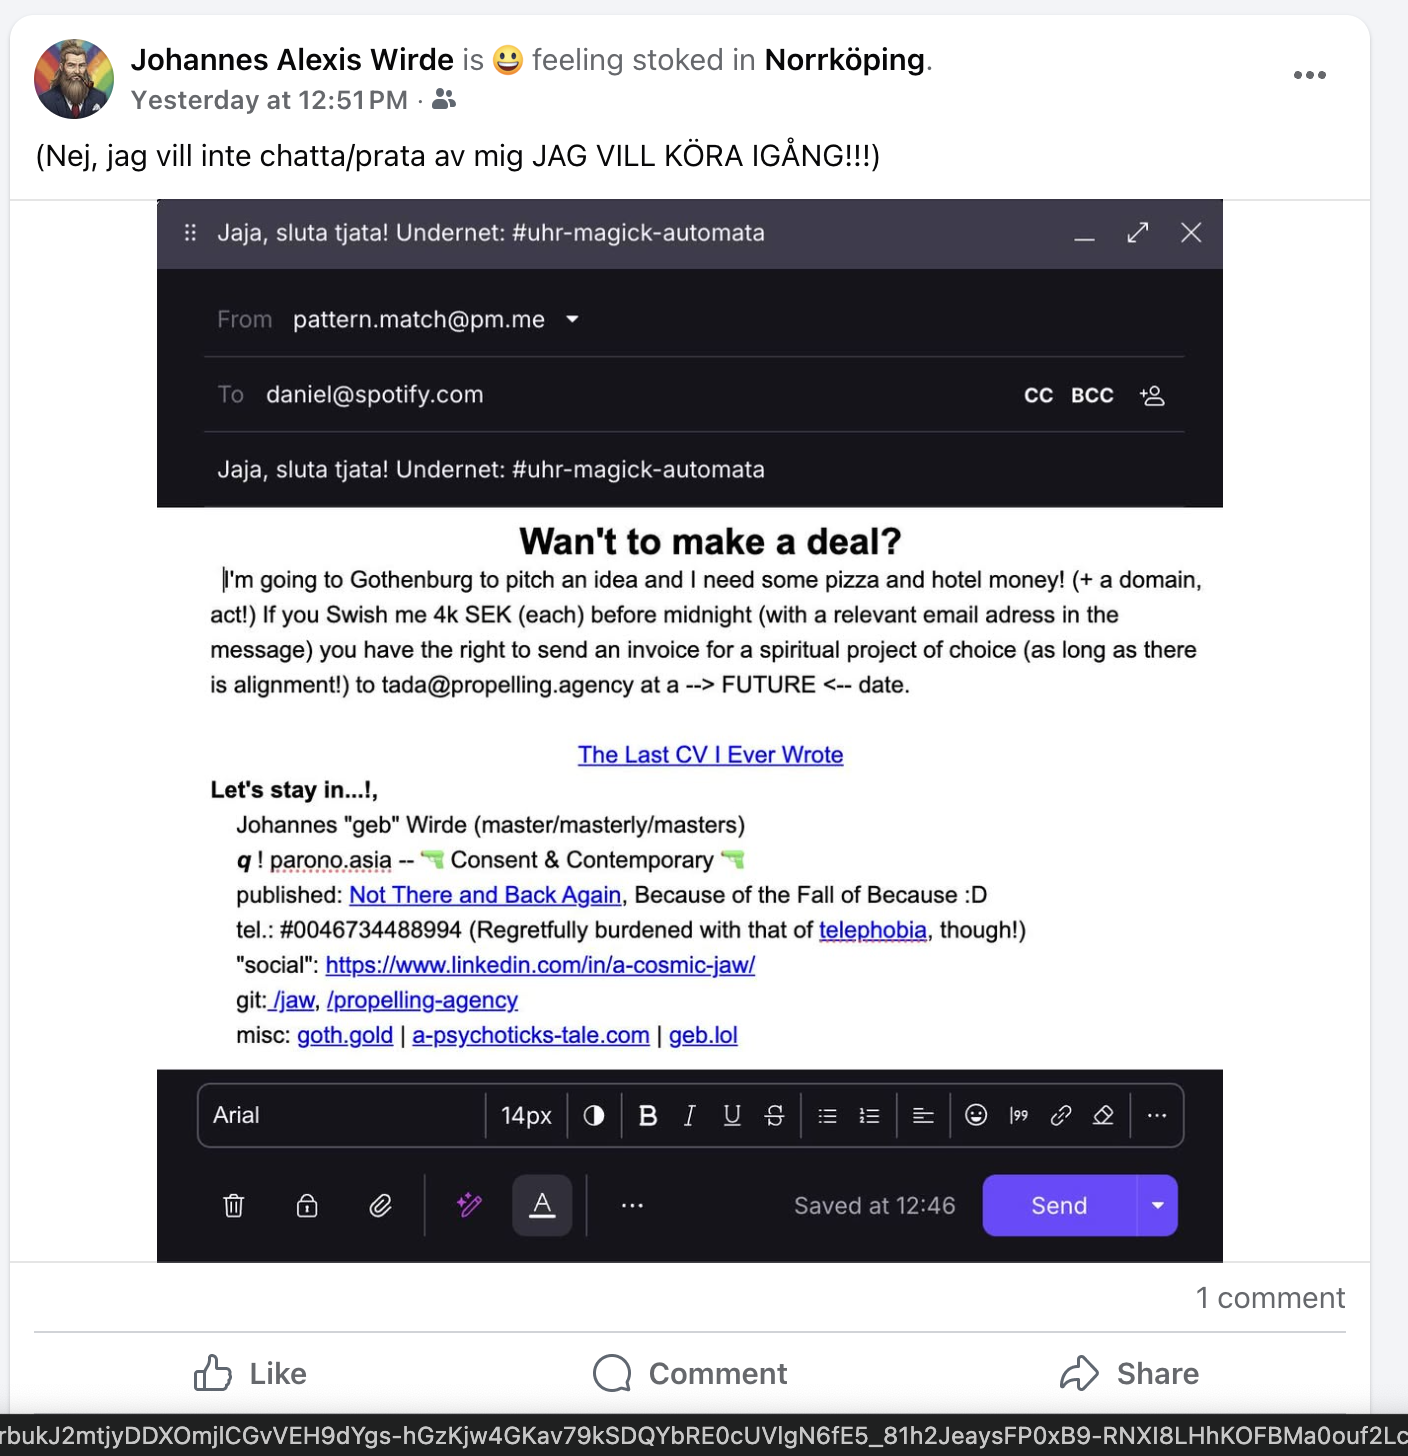 Johannes Alexis Wirde is 😀 feeling stoked in Norrköping.
Yesterday at 12:51 PM ·
(Nej, jag vill inte chatta/prata av mig JAG VILL KÖRA IGÅNG!!!)
Jaja, sluta tjata! Undernet: #uhr-magick-automata
From pattern.match@pm.me
To daniel@spotify.com CC BCC
Jaja, sluta tjata! Undernet: #uhr-magick-automata
Wan't to make a deal?
I'm going to Gothenburg to pitch an idea and I need some pizza and hotel money! (+ a domain,
act!) If you Swish me 4k SEK (each) before midnight (with a relevant email adress in the
message) you have the right to send an invoice for a spiritual project of choice (as long as there
is alignment!) to tada@propelling.agency at a --> FUTURE <-- date.
The Last CV I Ever Wrote
Let's stay in...!,
Johannes "geb" Wirde (master/masterly/masters)
q ! parono.asia -- 🔫 Consent & Contemporary 🔫
published: Not There and Back Again, Because of the Fall of Because :D
tel.: #0046734488994 (Regretfully burdened with that of telephobia, though!)
"social": https://www.linkedin.com/in/a-cosmic-jaw/
git: /jaw, /propelling-agency
misc: goth.gold | a-psychoticks-tale.com | geb.lol
Arial 14px B I U S
A Saved at 12:46 Send
1 comment
Like Comment Share